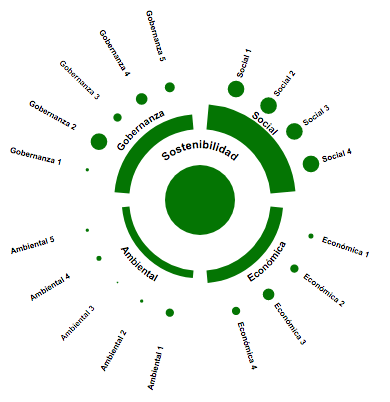 Sostenibilidad
Social
Social 1
Social 2
Social 3
Social 4
Económica
Económica 1
Económica 2
Económica 3
Económica 4
Ambiental
Ambiental 1
Ambiental 2
Ambiental 3
Ambiental 4
Ambiental 5
Gobernanza
Gobernanza 1
Gobernanza 2
Gobernanza 3
Gobernanza 4
Gobernanza 5